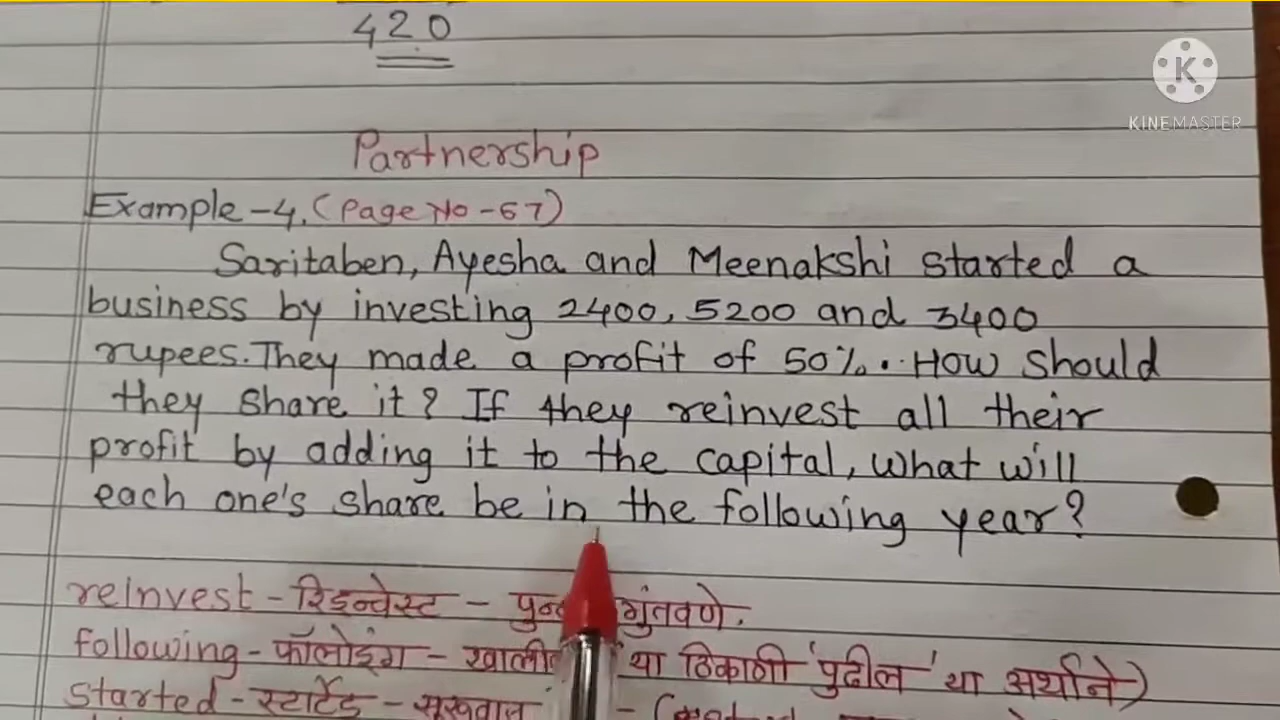 420
Partnership
Example-4. (Page No-67)
Saritaben, Ayesha and Meenakshi started a
business by investing 2400, 5200 and 3400
rupees. They made a profit of 50%. How should
they share it? If they reinvest all their
profit by adding it to the capital, what will
each one's share be in the following year?
reinvest - रिइन्वेस्ट - गुंतवणे.
following - फॉलोइंग - या ठिकाणी 'पुढील' या अर्थाने)
started - स्टार्टेड -
KINEMASTER